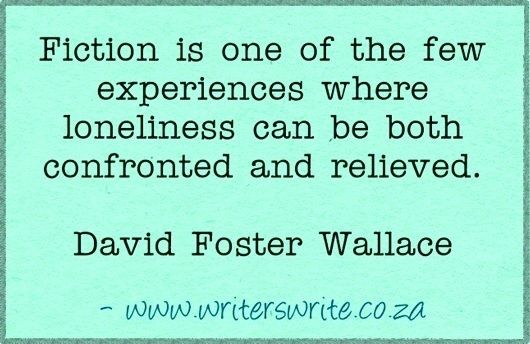 Fiction is one of the few
experiences where
loneliness can be both
confronted and relieved.
David Foster Wallace
- www.writerswrite.co.za